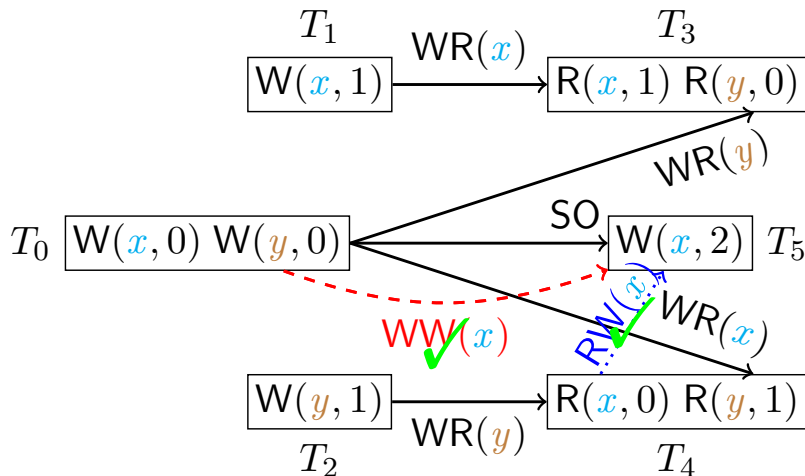 T₁ T₃
W(x, 1) WR(x) R(x, 1) R(y, 0)
WR(y)
T₀ W(x, 0) W(y, 0) SO W(x, 2) T₅
WW(x) RW(x) WR(x)
W(y, 1) WR(y) R(x, 0) R(y, 1)
T₂ T₄